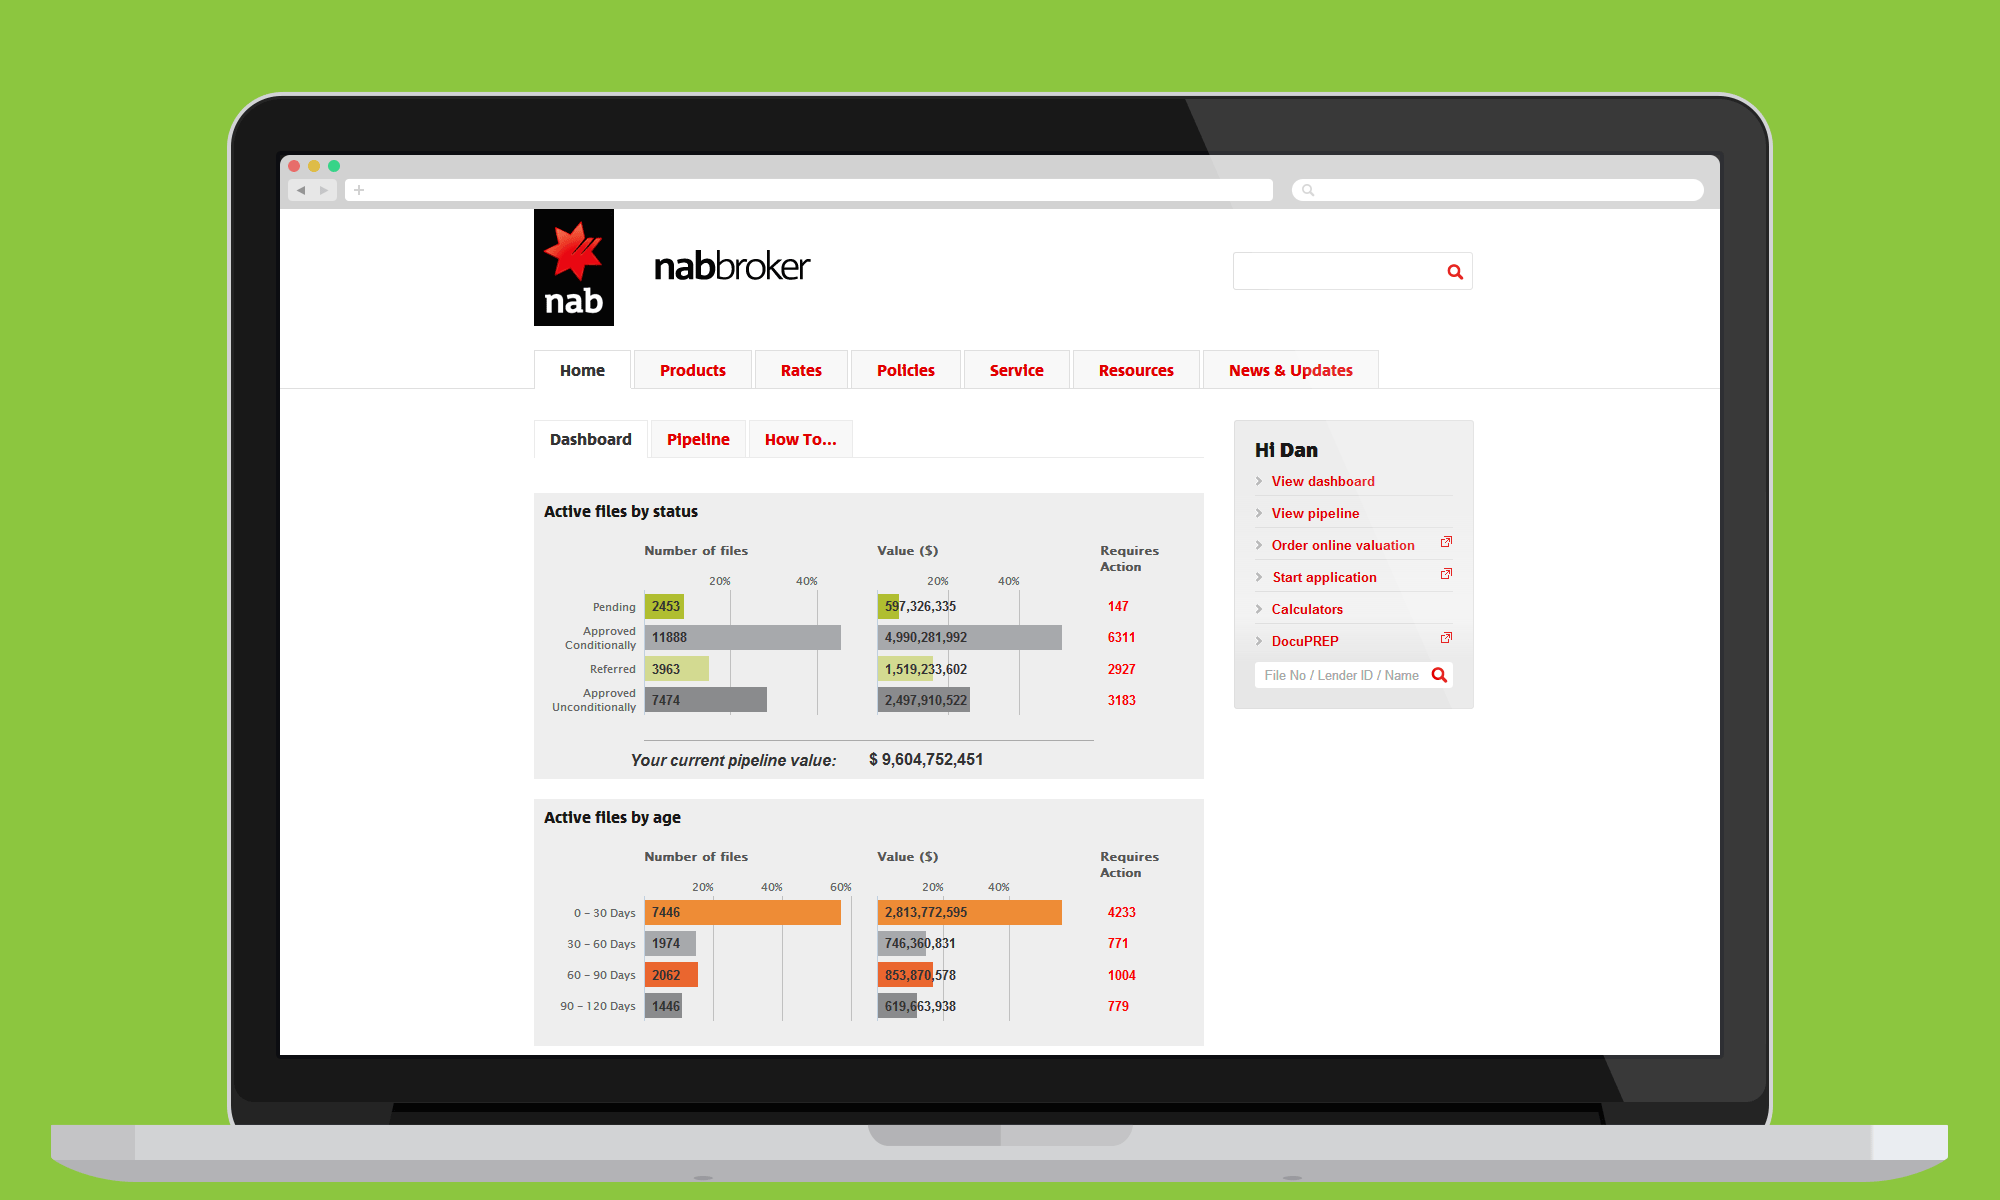 nab
nabbroker
Home Products Rates Policies Service Resources News & Updates
Dashboard Pipeline How To...
Active files by status
Number of files Value ($) Requires Action
20% 40% 20% 40%
Pending 2453 597,326,335 147
Approved Conditionally 11888 4,990,281,992 6311
Referred 3963 1,519,233,602 2927
Approved Unconditionally 7474 2,497,910,522 3183
Your current pipeline value: $ 9,604,752,451
Active files by age
Number of files Value ($) Requires Action
20% 40% 60% 20% 40%
0 – 30 Days 7446 2,813,772,595 4233
30 – 60 Days 1974 746,360,831 771
60 – 90 Days 2062 853,870,578 1004
90 – 120 Days 1446 619,663,938 779
Hi Dan
View dashboard
View pipeline
Order online valuation
Start application
Calculators
DocuPREP
File No / Lender ID / Name